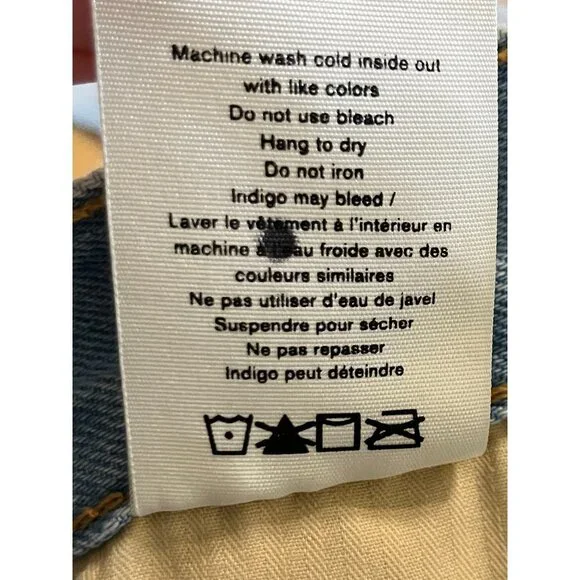 Machine wash cold inside out
with like colors
Do not use bleach
Hang to dry
Do not iron
Indigo may bleed /
Laver le vêtement à l'intérieur en
machine à l'eau froide avec des
couleurs similaires
Ne pas utiliser d'eau de javel
Suspendre pour sécher
Ne pas repasser
Indigo peut déteindre